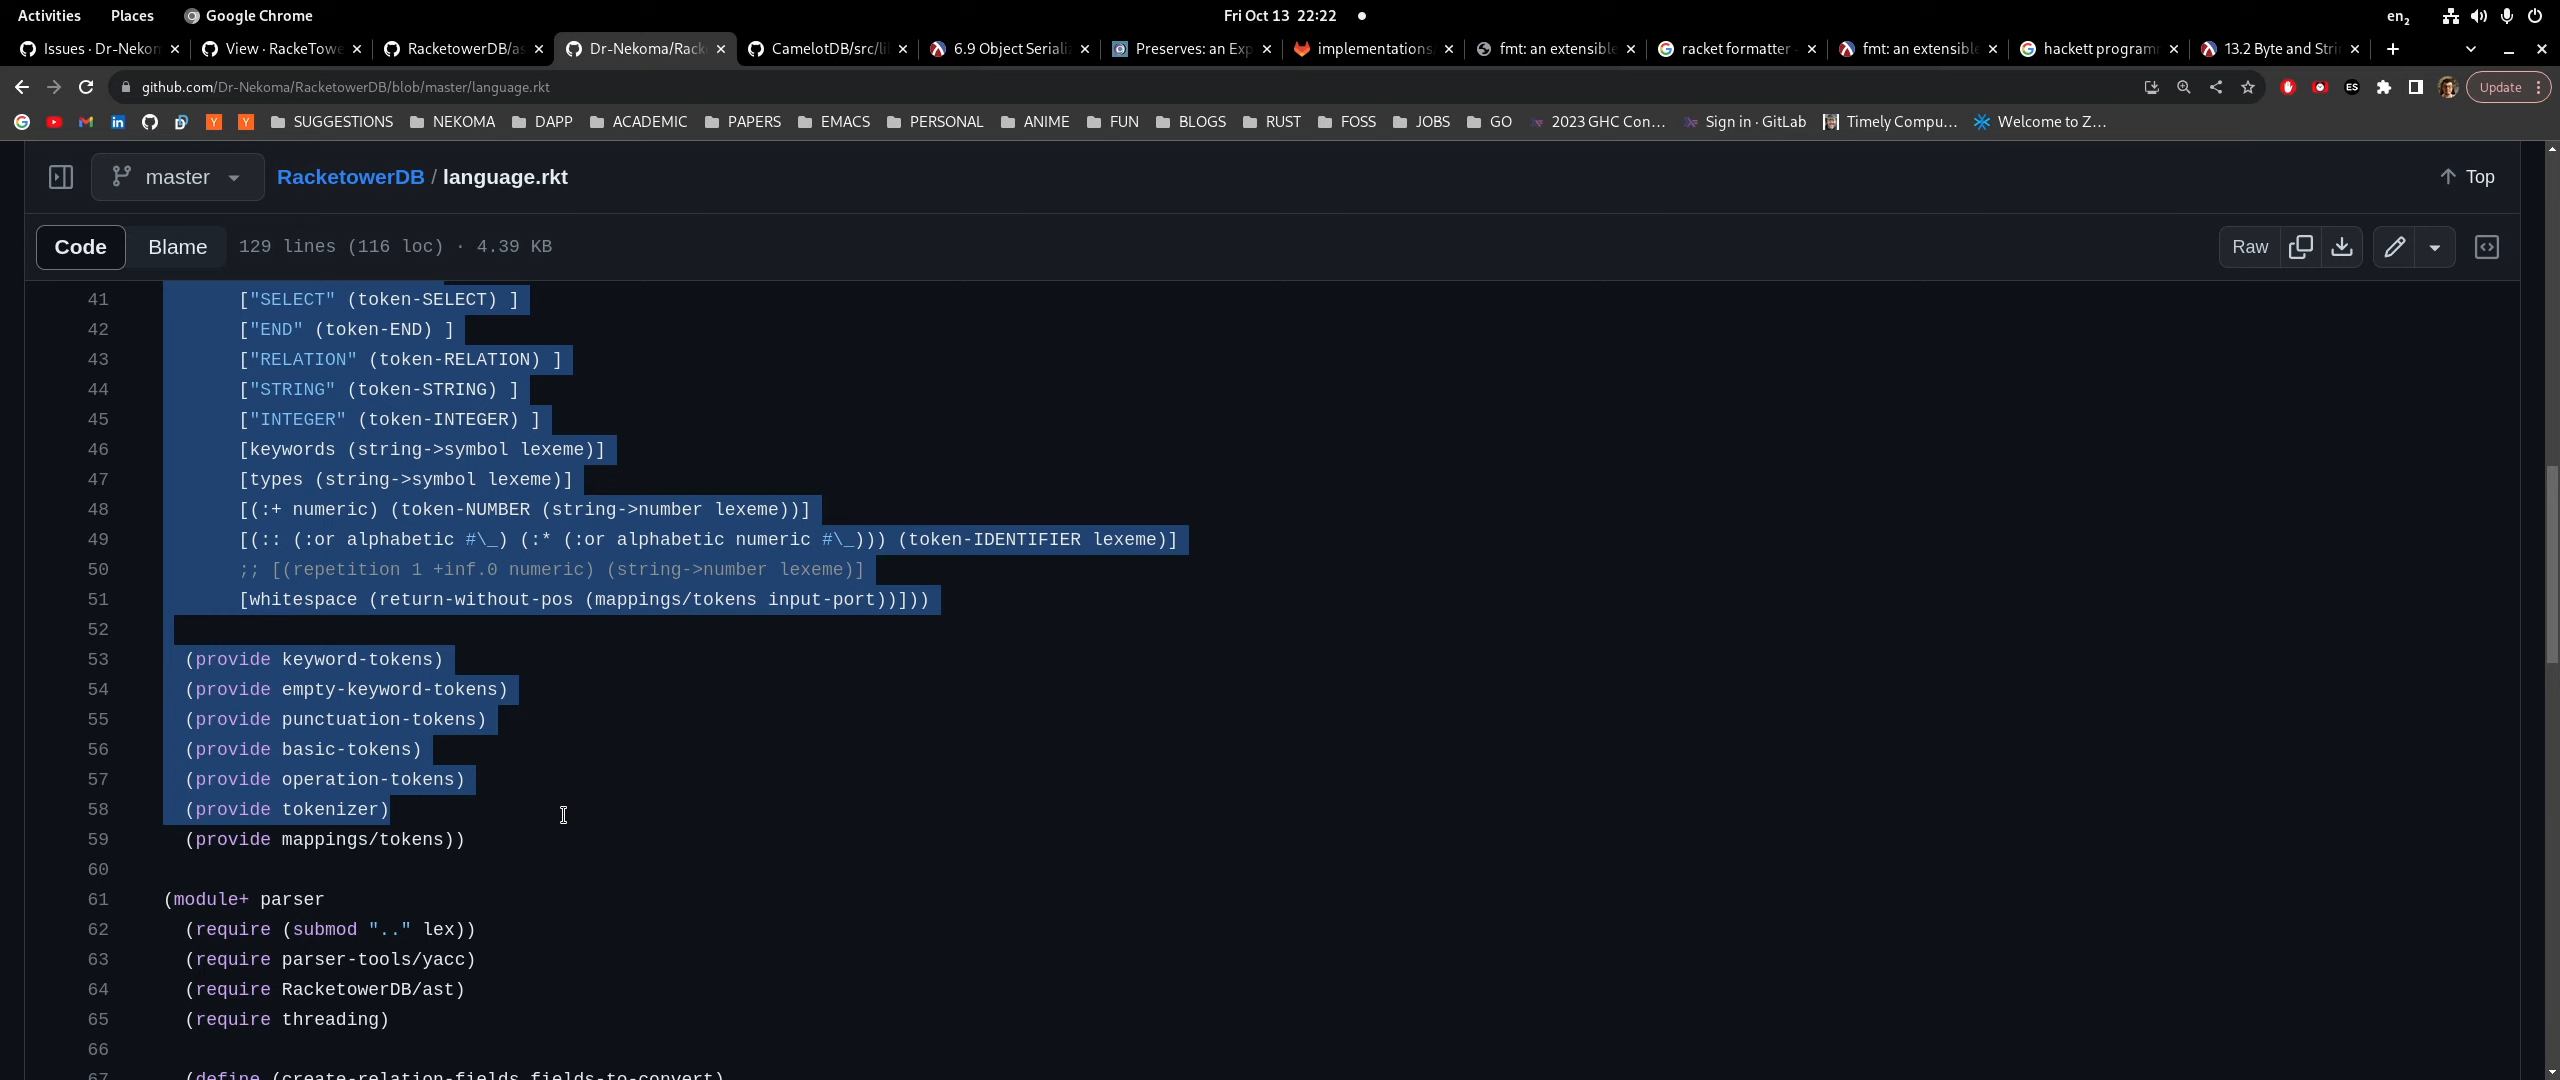 Activities Places Google Chrome Fri Oct 13 22:22 en2
Issues · Dr-Nekom View · RackeTowe RacketowerDB/as Dr-Nekoma/Rack CamelotDB/src/li 6.9 Object Serializ Preserves: an Exp implementations fmt: an extensible racket formatter - fmt: an extensible hackett program 13.2 Byte and Stri
github.com/Dr-Nekoma/RacketowerDB/blob/master/language.rkt ES Update
SUGGESTIONS NEKOMA DAPP ACADEMIC PAPERS EMACS PERSONAL ANIME FUN BLOGS RUST FOSS JOBS GO 2023 GHC Con... Sign in · GitLab Timely Compu... Welcome to Z...
master RacketowerDB / language.rkt Top
Code Blame 129 lines (116 loc) · 4.39 KB Raw
41 ["SELECT" (token-SELECT) ]
42 ["END" (token-END) ]
43 ["RELATION" (token-RELATION) ]
44 ["STRING" (token-STRING) ]
45 ["INTEGER" (token-INTEGER) ]
46 [keywords (string->symbol lexeme)]
47 [types (string->symbol lexeme)]
48 [(:+ numeric) (token-NUMBER (string->number lexeme))]
49 [(:: (:or alphabetic #\_) (:* (:or alphabetic numeric #\_))) (token-IDENTIFIER lexeme)]
50 ;; [(repetition 1 +inf.0 numeric) (string->number lexeme)]
51 [whitespace (return-without-pos (mappings/tokens input-port))]))
52
53 (provide keyword-tokens)
54 (provide empty-keyword-tokens)
55 (provide punctuation-tokens)
56 (provide basic-tokens)
57 (provide operation-tokens)
58 (provide tokenizer)
59 (provide mappings/tokens))
60
61 (module+ parser
62 (require (submod ".." lex))
63 (require parser-tools/yacc)
64 (require RacketowerDB/ast)
65 (require threading)
66
67 (define (create-relation-fields fields-to-convert)